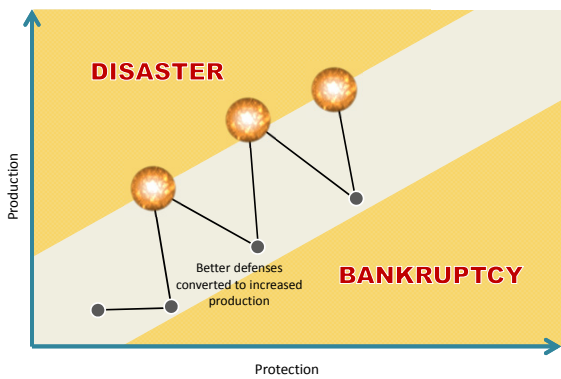 DISASTER
Production
Better defenses
converted to increased
production
BANKRUPTCY
Protection